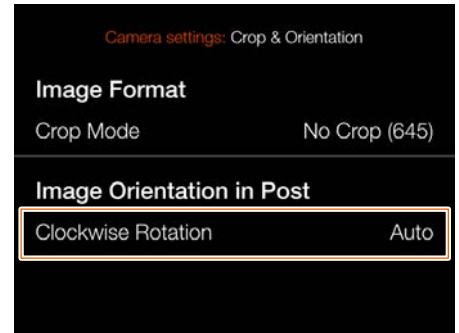 Camera settings: Crop & Orientation
Image Format
Crop Mode No Crop (645)
Image Orientation in Post
Clockwise Rotation Auto